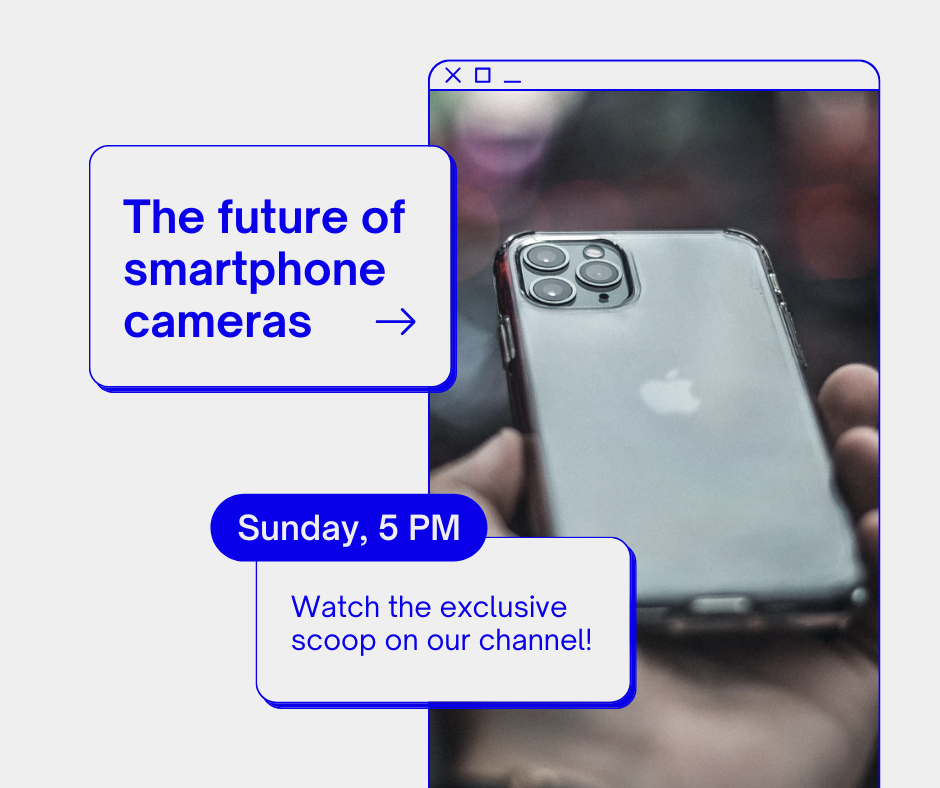 The future of
smartphone
cameras
Sunday, 5 PM
Watch the exclusive
scoop on our channel!